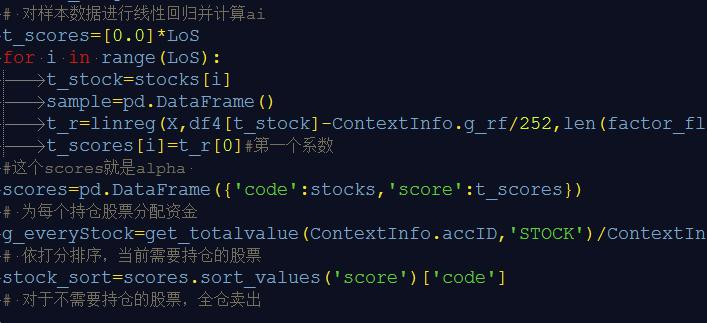 # 对样本数据进行线性回归并计算ai
t_scores=[0.0]*LoS
for i in range(LoS):
t_stock=stocks[i]
sample=pd.DataFrame()
t_r=linreg(X,df4[t_stock]-ContextInfo.g_rf/252,len(factor_fl
t_scores[i]=t_r[0]#第一个系数
#这个scores就是alpha
scores=pd.DataFrame({'code':stocks,'score':t_scores})
# 为每个持仓股票分配资金
g_everyStock=get_totalvalue(ContextInfo.accID,'STOCK')/ContextIn
# 依打分排序，当前需要持仓的股票
stock_sort=scores.sort_values('score')['code']
# 对于不需要持仓的股票，全仓卖出